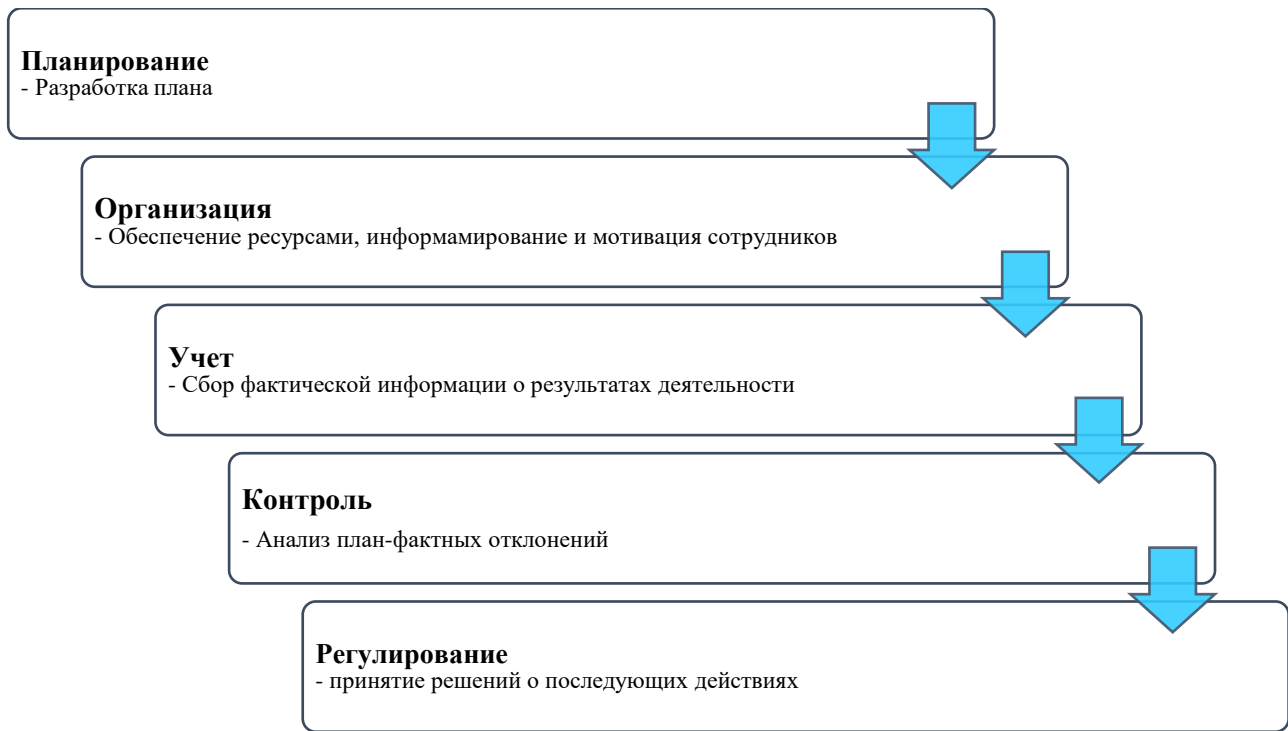 Планирование
- Разработка плана
Организация
- Обеспечение ресурсами, информамирование и мотивация сотрудников
Учет
- Сбор фактической информации о результатах деятельности
Контроль
- Анализ план-фактных отклонений
Регулирование
- принятие решений о последующих действиях